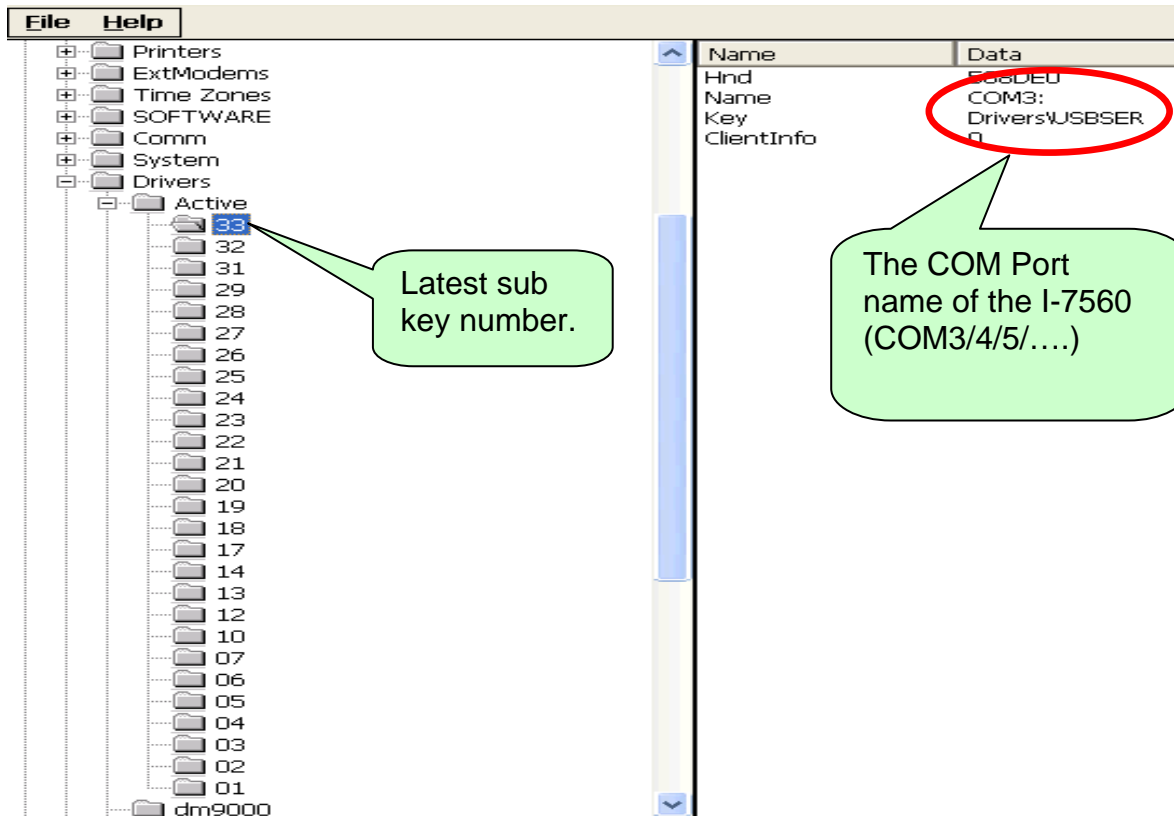 File Help
Printers
ExtModems
Time Zones
SOFTWARE
Comm
System
Drivers
Active
33
32
31
29
28
27
26
25
24
23
22
21
20
19
18
17
14
13
12
10
07
06
05
04
03
02
01
dm9000
Name Data
Hnd
Name COM3:
Key Drivers\USBSER
ClientInfo 0
Latest sub
key number.
The COM Port
name of the I-7560
(COM3/4/5/….)